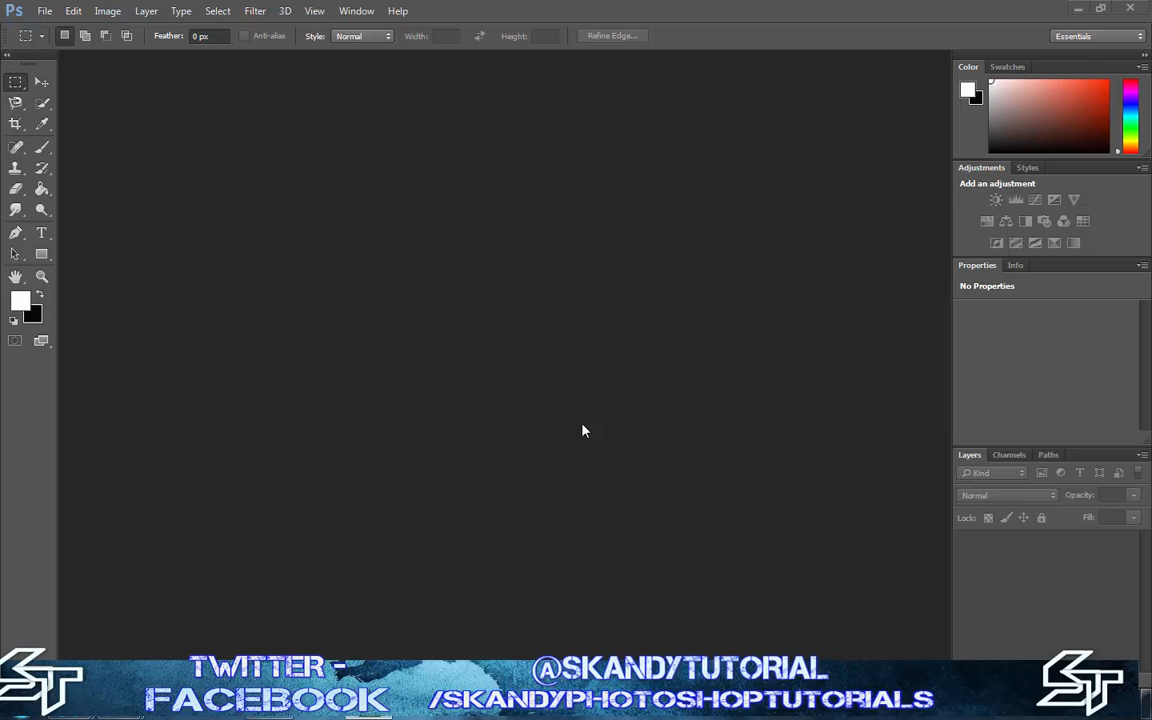 Ps File Edit Image Layer Type Select Filter 3D View Window Help
Feather: 0 px Anti-alias Style: Normal Width: Height: Refine Edge... Essentials
Color Swatches
Adjustments Styles
Add an adjustment
Properties Info
No Properties
Layers Channels Paths
Kind
Normal Opacity:
Lock: Fill:
TWITTER - @SKANDYTUTORIAL
FACEBOOK /SKANDYPHOTOSHOPTUTORIALS
ST ST